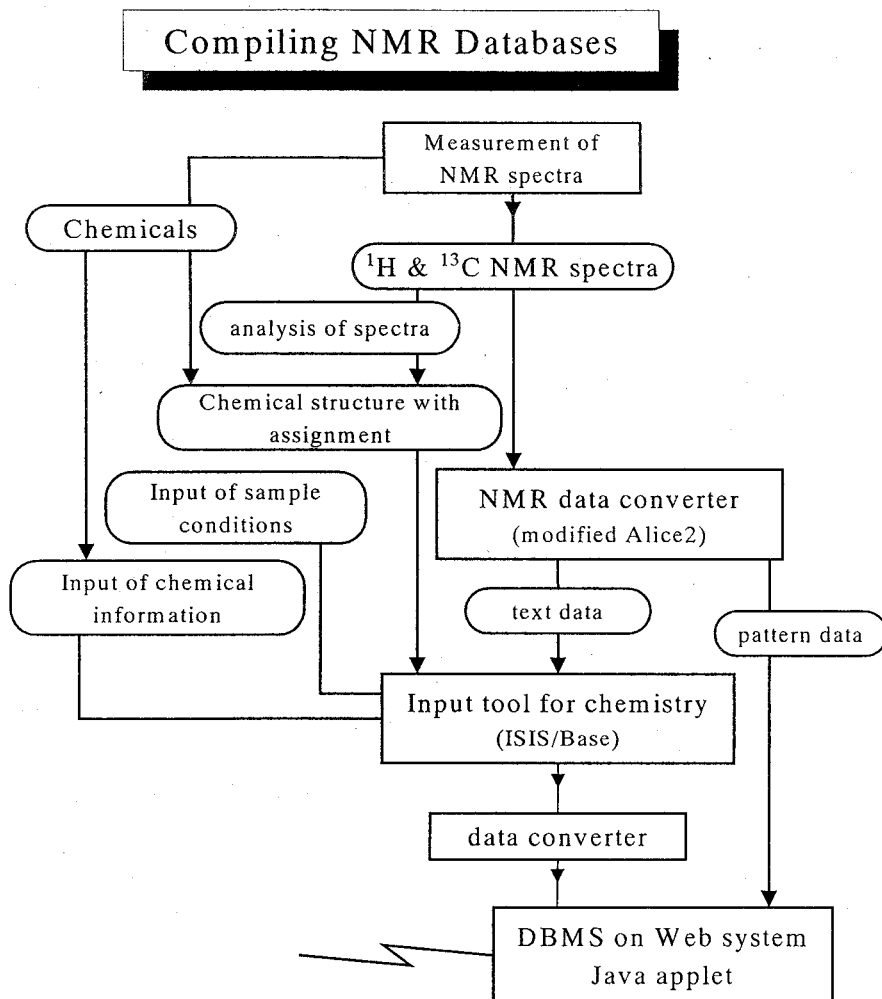 Compiling NMR Databases
Measurement of
NMR spectra
Chemicals
¹H & ¹³C NMR spectra
analysis of spectra
Chemical structure with
assignment
Input of sample
conditions
NMR data converter
(modified Alice2)
Input of chemical
information
text data
pattern data
Input tool for chemistry
(ISIS/Base)
data converter
DBMS on Web system
Java applet